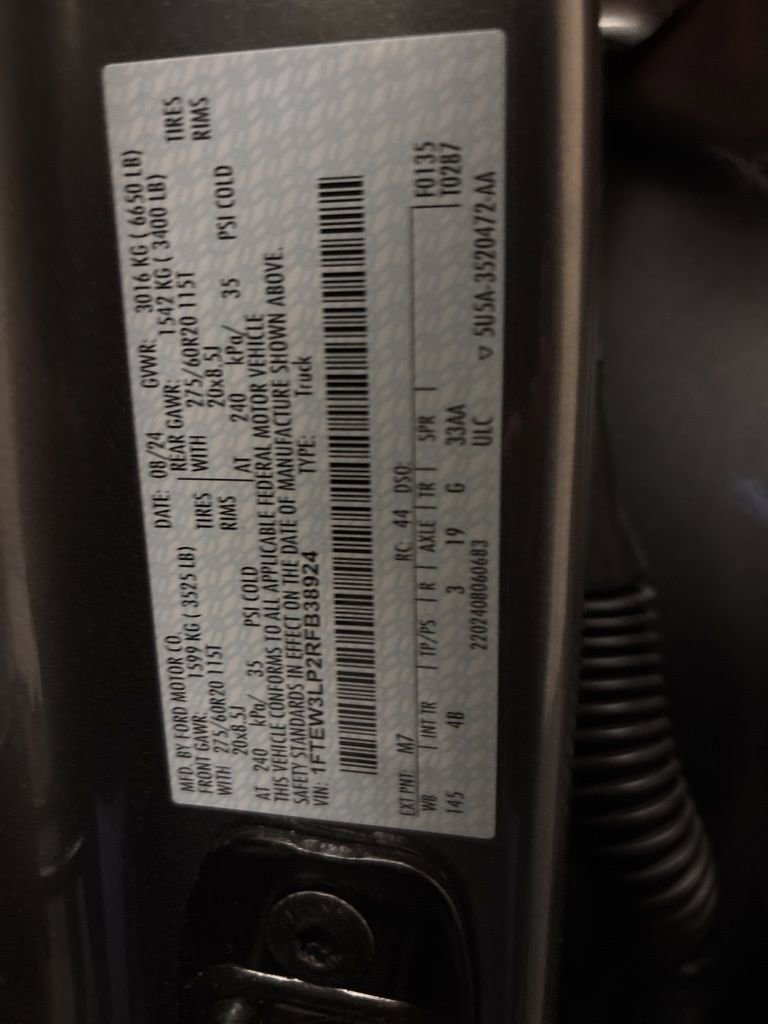 MFD. BY FORD MOTOR CO.
DATE: 08/24 GVWR: 3016 KG ( 6650 LB)
FRONT GAWR: 1599 KG ( 3525 LB) REAR GAWR: 1542 KG ( 3400 LB)
WITH 275/60R20 115T TIRES WITH 275/60R20 115T TIRES
20x8.5J RIMS 20x8.5J RIMS
AT 240 kPa/ 35 PSI COLD AT 240 kPa/ 35 PSI COLD
THIS VEHICLE CONFORMS TO ALL APPLICABLE FEDERAL MOTOR VEHICLE
SAFETY STANDARDS IN EFFECT ON THE DATE OF MANUFACTURE SHOWN ABOVE.
VIN: 1FTEW3LP2RFB38924 TYPE: Truck
EXT PNT: M7 RC: 44 DSO: F0135
WB INT TR TP/PS R AXLE TR SPR T0287
145 4B 3 19 G 33AA
2202408060683 ULC
▽ 5U5A-3520472-AA